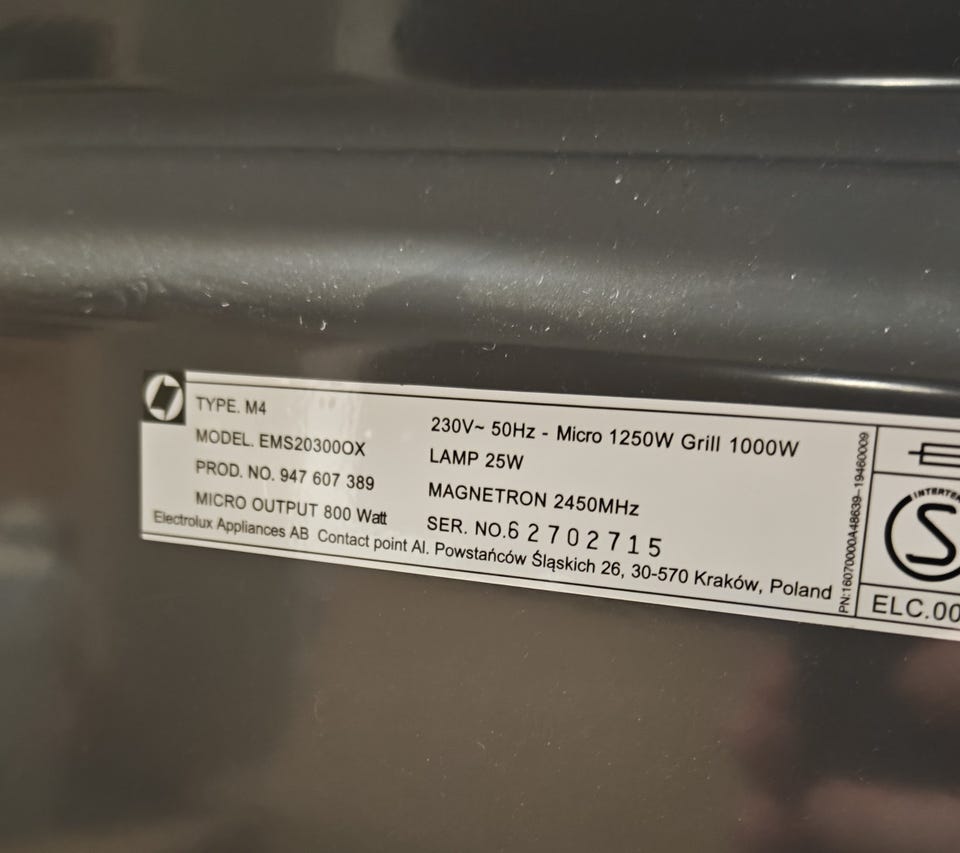 TYPE. M4
MODEL. EMS20300OX
PROD. NO. 947 607 389
MICRO OUTPUT 800 Watt
230V~ 50Hz - Micro 1250W Grill 1000W
LAMP 25W
MAGNETRON 2450MHz
SER. NO.62702715
Electrolux Appliances AB Contact point Al. Powstańców Śląskich 26, 30-570 Kraków, Poland
PN:16070000A48639-19460009
INTERTEK
S
ELC.00